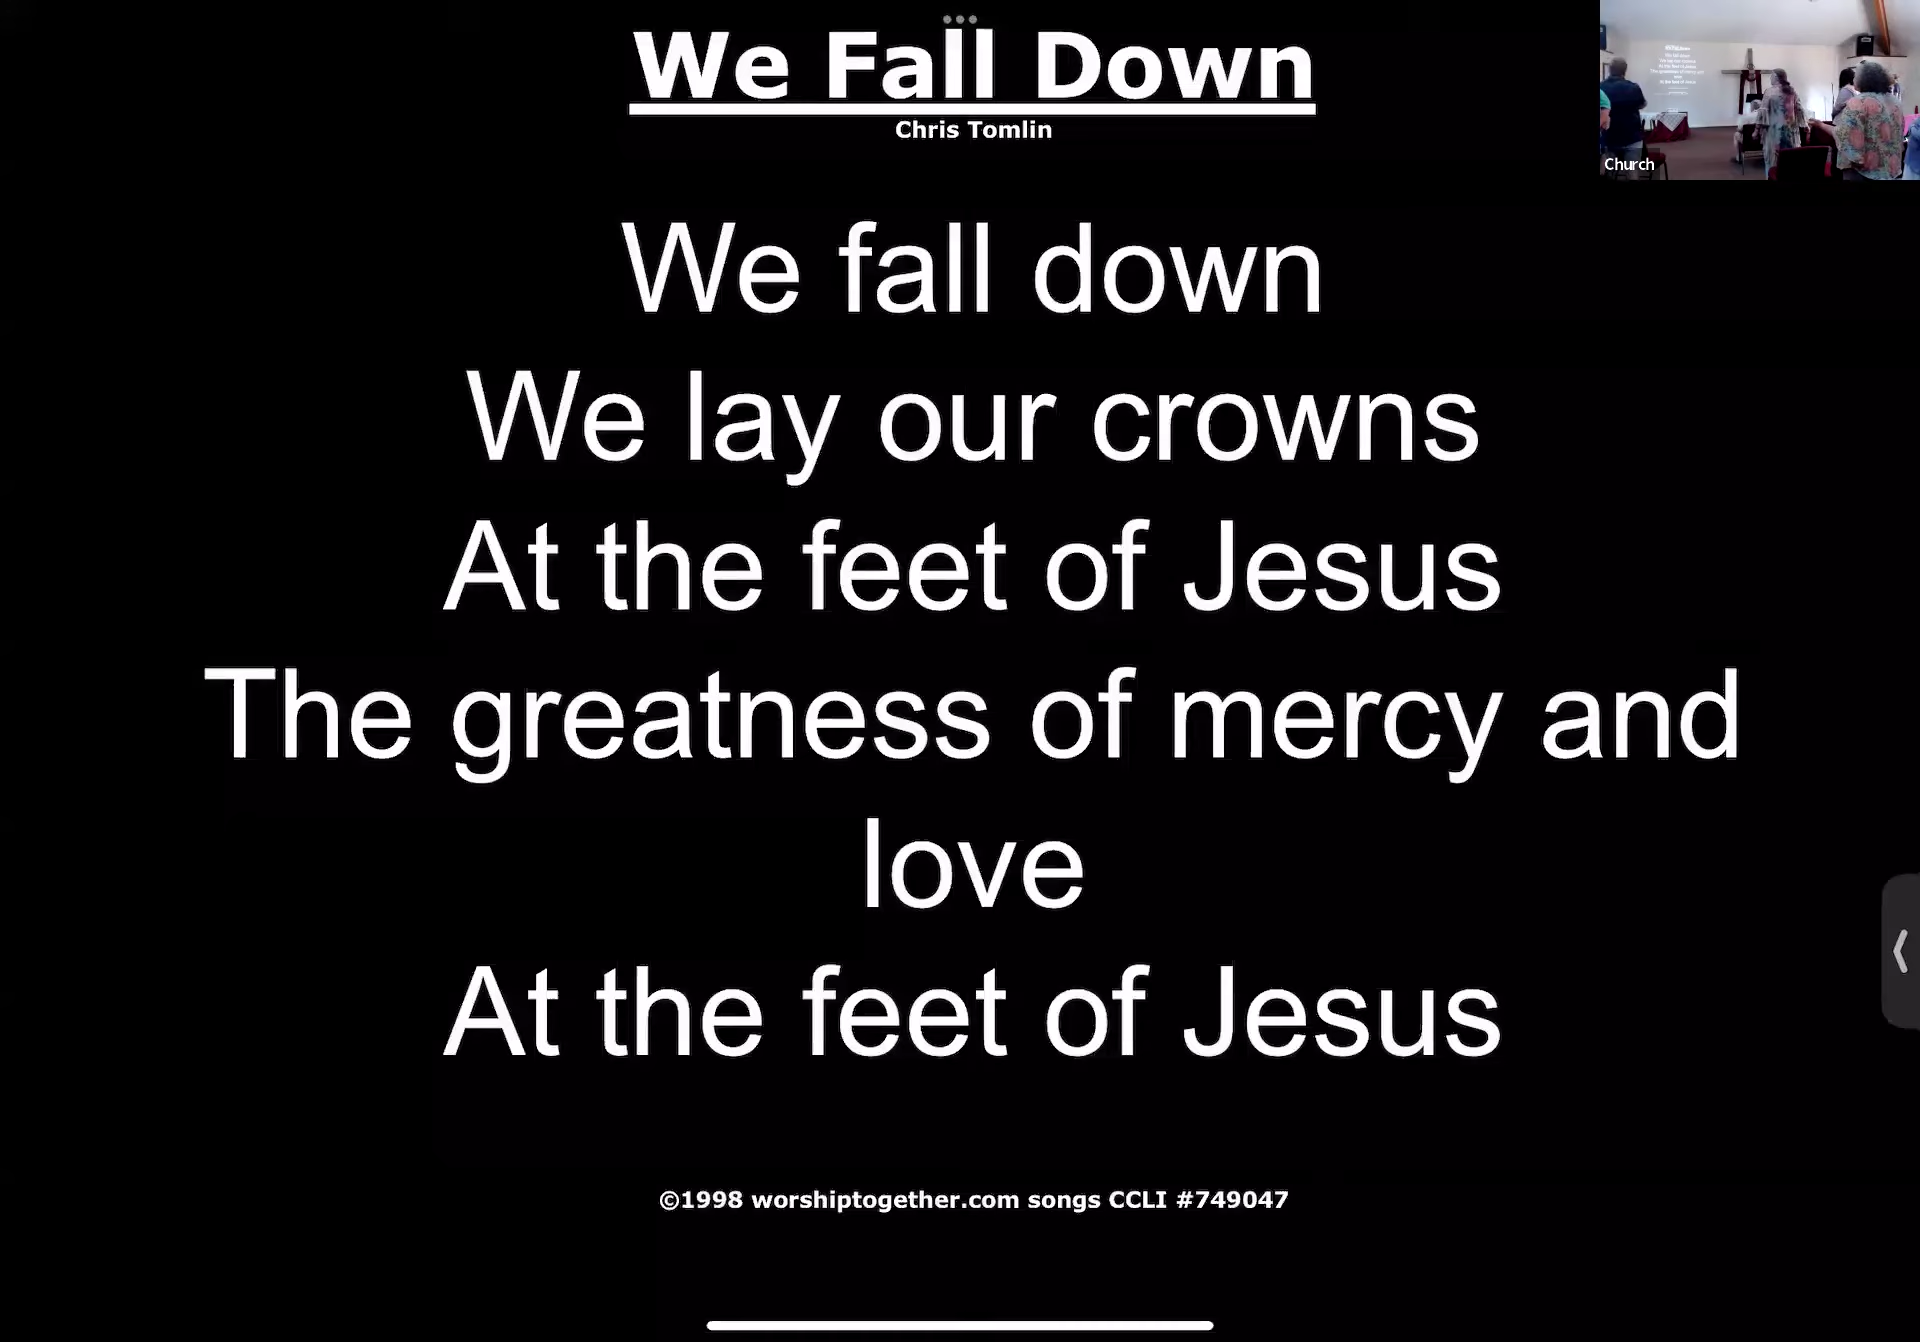 We Fall Down
Chris Tomlin
Church
We fall down
We lay our crowns
At the feet of Jesus
The greatness of mercy and
love
At the feet of Jesus
©1998 worshiptogether.com songs CCLI #749047